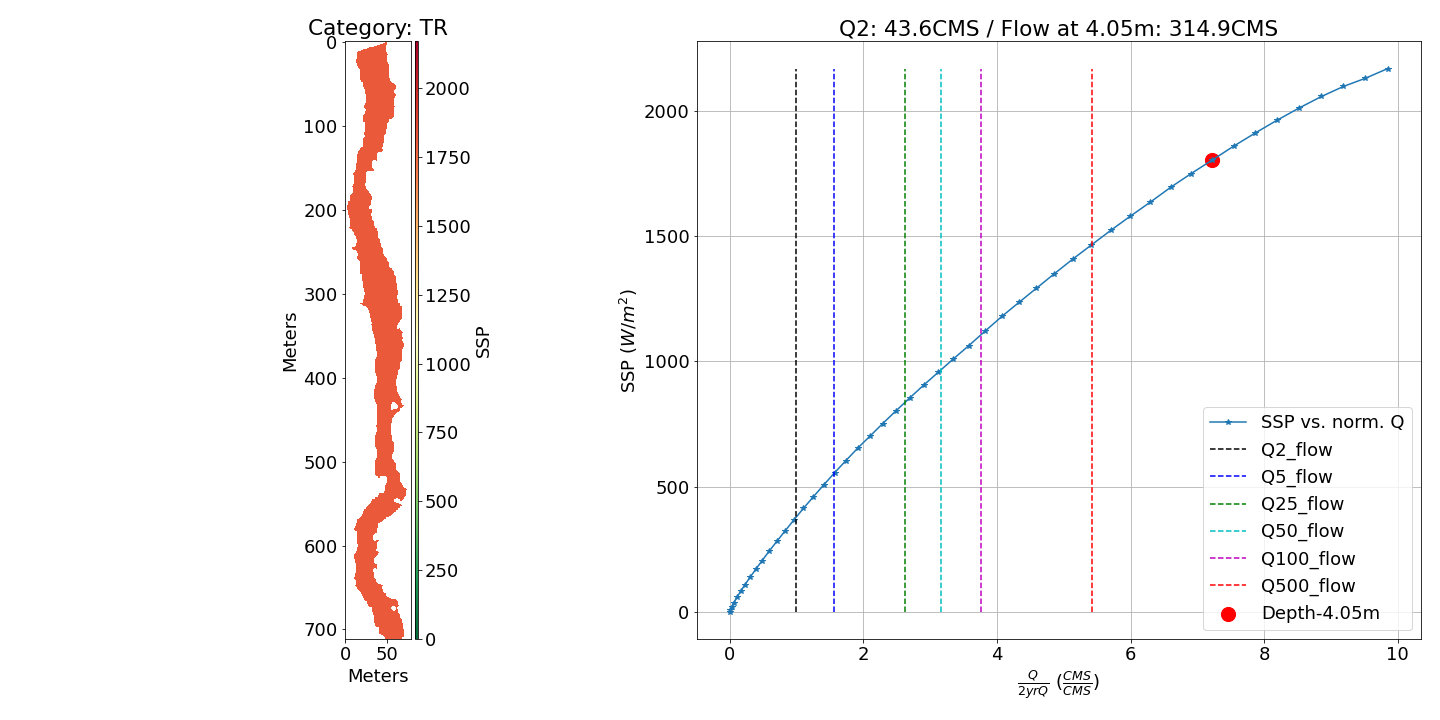 Category: TR
0
100
200
300
400
500
600
700
Meters
0 50
Meters
2000
1750
1500
1250
1000
750
500
250
0
SSP
Q2: 43.6CMS / Flow at 4.05m: 314.9CMS
2000
1500
1000
500
0
SSP (W/m²)
0 2 4 6 8 10
Q/2yrQ (CMS/CMS)
SSP vs. norm. Q
Q2_flow
Q5_flow
Q25_flow
Q50_flow
Q100_flow
Q500_flow
Depth-4.05m